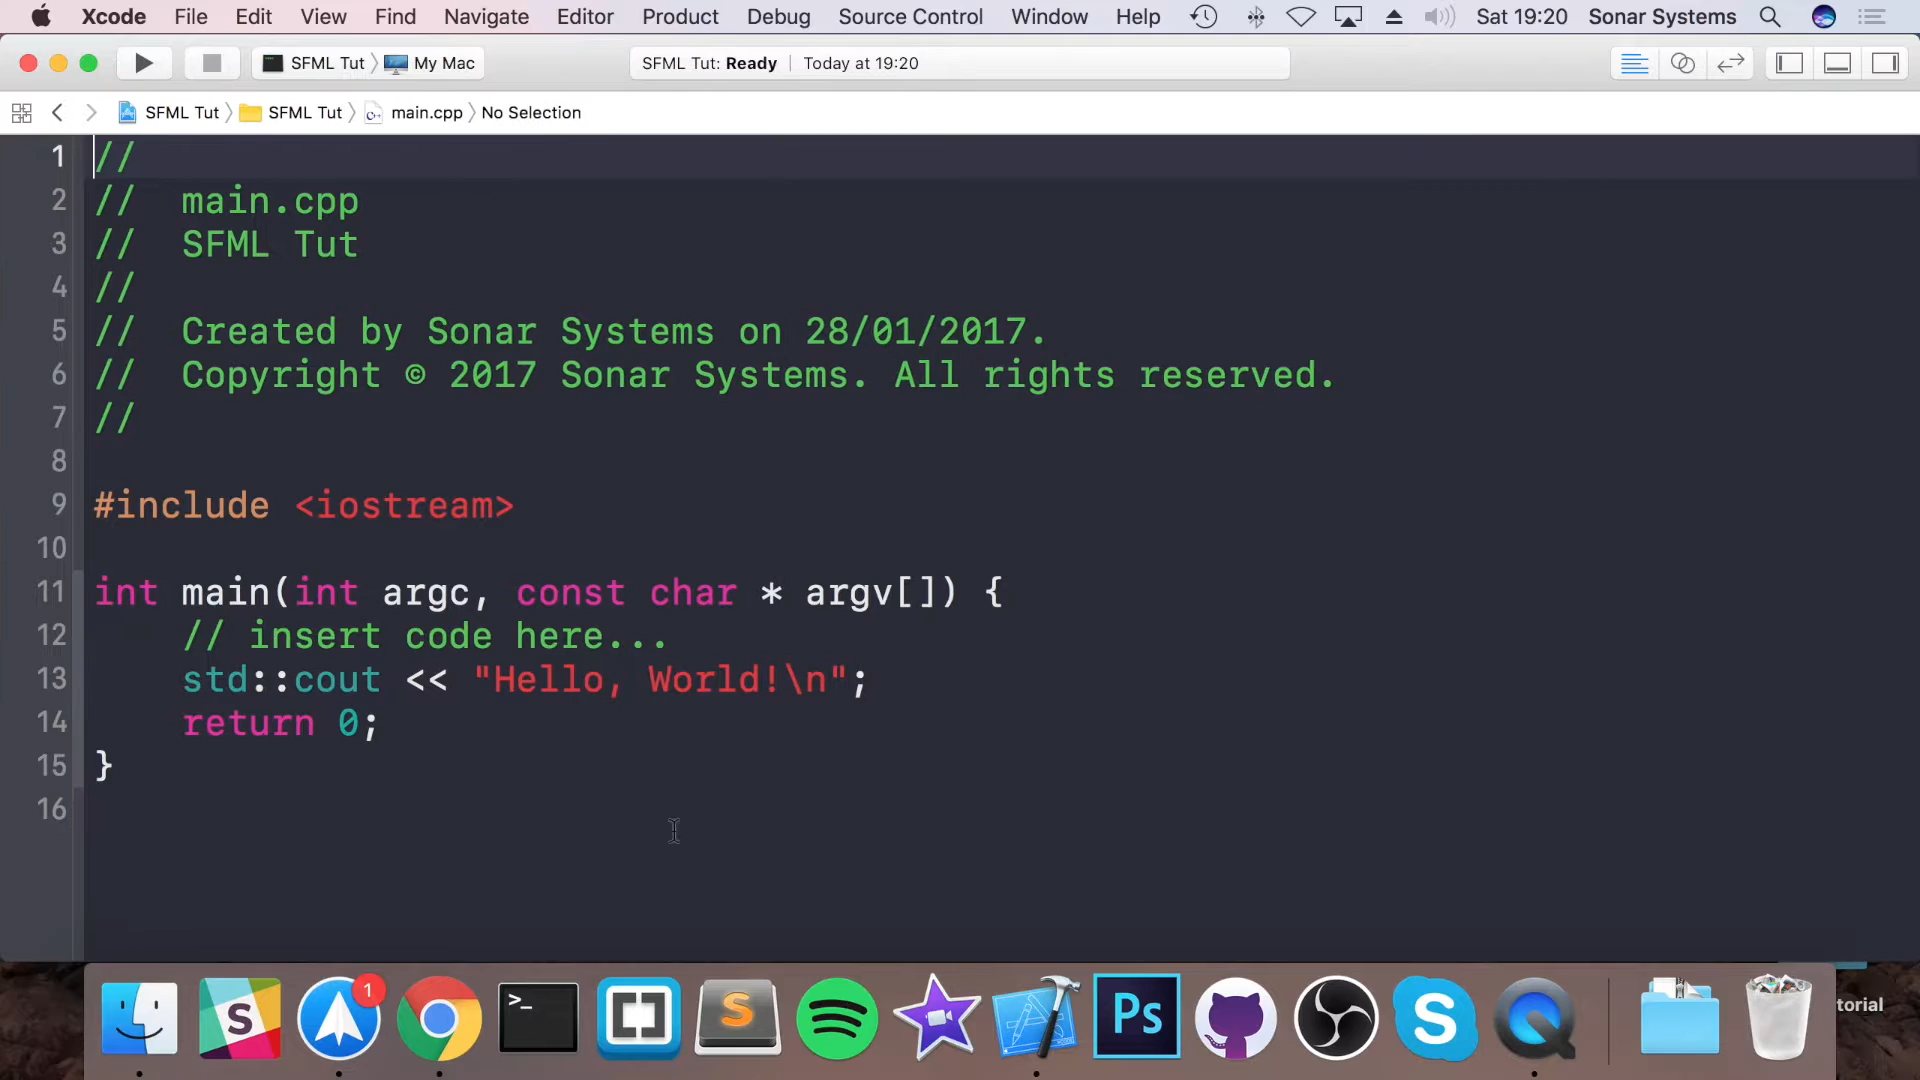 Xcode File Edit View Find Navigate Editor Product Debug Source Control Window Help Sat 19:20 Sonar Systems
SFML Tut My Mac SFML Tut: Ready Today at 19:20
SFML Tut SFML Tut main.cpp No Selection
1 //
2 // main.cpp
3 // SFML Tut
4 //
5 // Created by Sonar Systems on 28/01/2017.
6 // Copyright © 2017 Sonar Systems. All rights reserved.
7 //
8
9 #include <iostream>
10
11 int main(int argc, const char * argv[]) {
12 // insert code here...
13 std::cout << "Hello, World!\n";
14 return 0;
15 }
16
1
S >_ S Ps S
torial